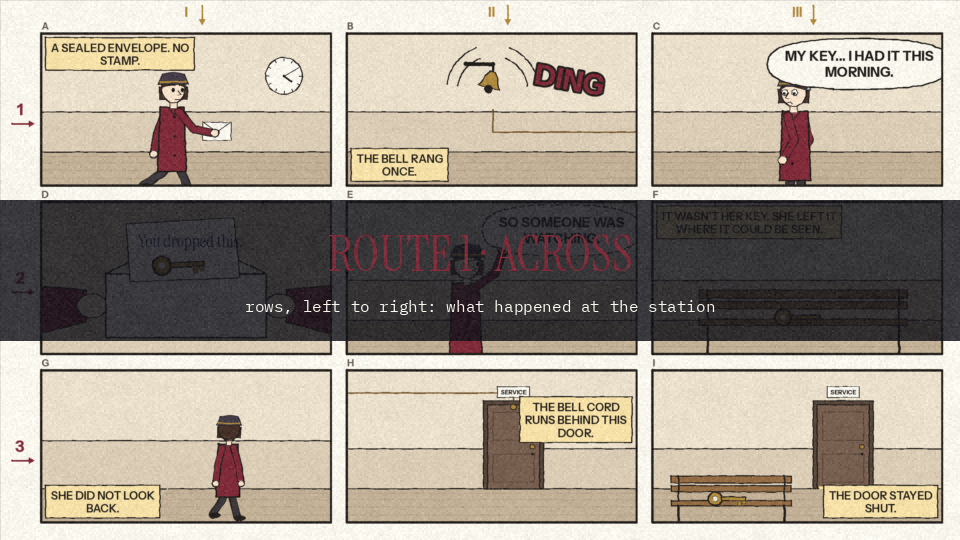 I
II
III
A
B
C
1
A SEALED ENVELOPE. NO
STAMP.
DING
THE BELL RANG
ONCE.
MY KEY... I HAD IT THIS
MORNING.
D
E
F
2
You dropped this.
SO SOMEONE WAS
WATCHING.
IT WASN'T HER KEY. SHE LEFT IT
WHERE IT COULD BE SEEN.
ROUTE 1: ACROSS
rows, left to right: what happened at the station
G
H
I
3
SHE DID NOT LOOK
BACK.
SERVICE
THE BELL CORD
RUNS BEHIND THIS
DOOR.
SERVICE
THE DOOR STAYED
SHUT.